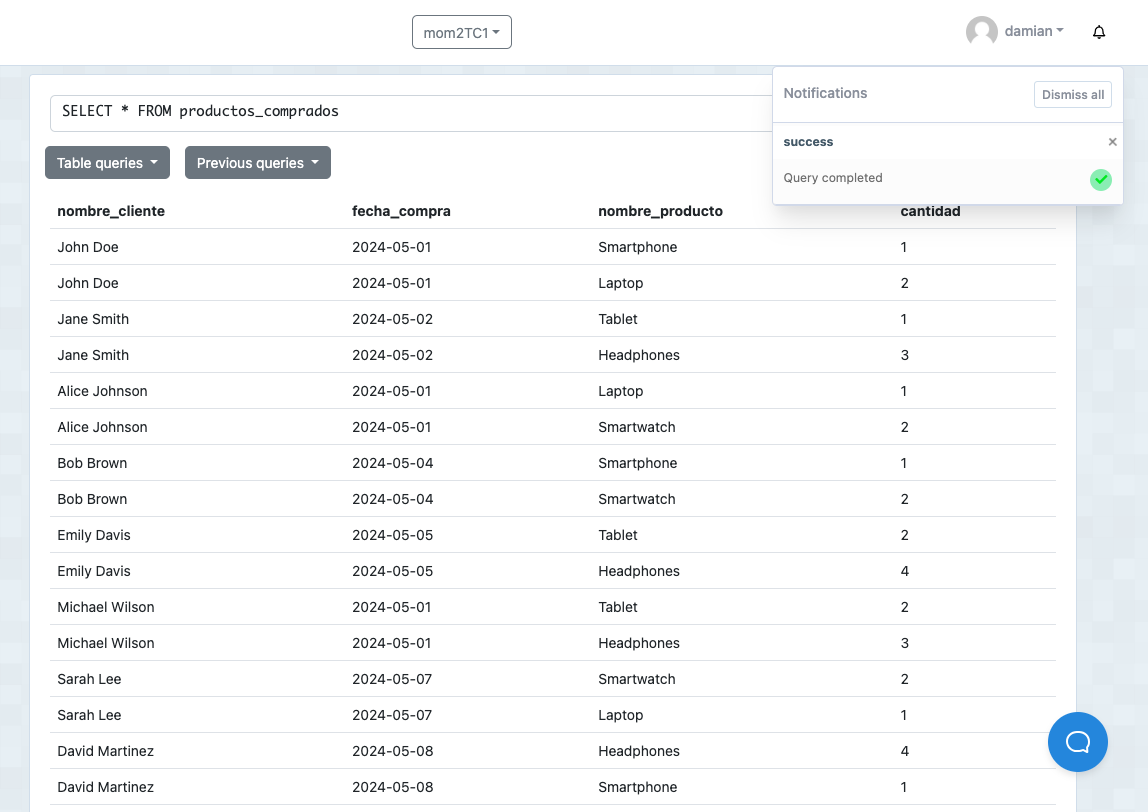 mom2TC1
damian
SELECT * FROM productos_comprados
Notifications
Dismiss all
success
×
Query completed
Table queries
Previous queries
nombre_cliente fecha_compra nombre_producto cantidad
John Doe 2024-05-01 Smartphone 1
John Doe 2024-05-01 Laptop 2
Jane Smith 2024-05-02 Tablet 1
Jane Smith 2024-05-02 Headphones 3
Alice Johnson 2024-05-01 Laptop 1
Alice Johnson 2024-05-01 Smartwatch 2
Bob Brown 2024-05-04 Smartphone 1
Bob Brown 2024-05-04 Smartwatch 2
Emily Davis 2024-05-05 Tablet 2
Emily Davis 2024-05-05 Headphones 4
Michael Wilson 2024-05-01 Tablet 2
Michael Wilson 2024-05-01 Headphones 3
Sarah Lee 2024-05-07 Smartwatch 2
Sarah Lee 2024-05-07 Laptop 1
David Martinez 2024-05-08 Headphones 4
David Martinez 2024-05-08 Smartphone 1